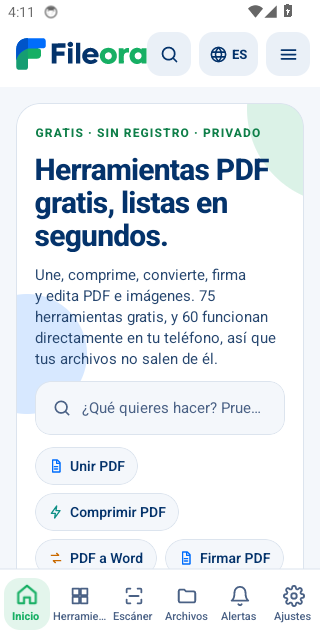 4:11
Fileora
ES
GRATIS · SIN REGISTRO · PRIVADO
Herramientas PDF
gratis, listas en
segundos.
Une, comprime, convierte, firma
y edita PDF e imágenes. 75
herramientas gratis, y 60 funcionan
directamente en tu teléfono, así que
tus archivos no salen de él.
¿Qué quieres hacer? Prue...
Unir PDF
Comprimir PDF
PDF a Word
Firmar PDF
Inicio
Herramie...
Escáner
Archivos
Alertas
Ajustes